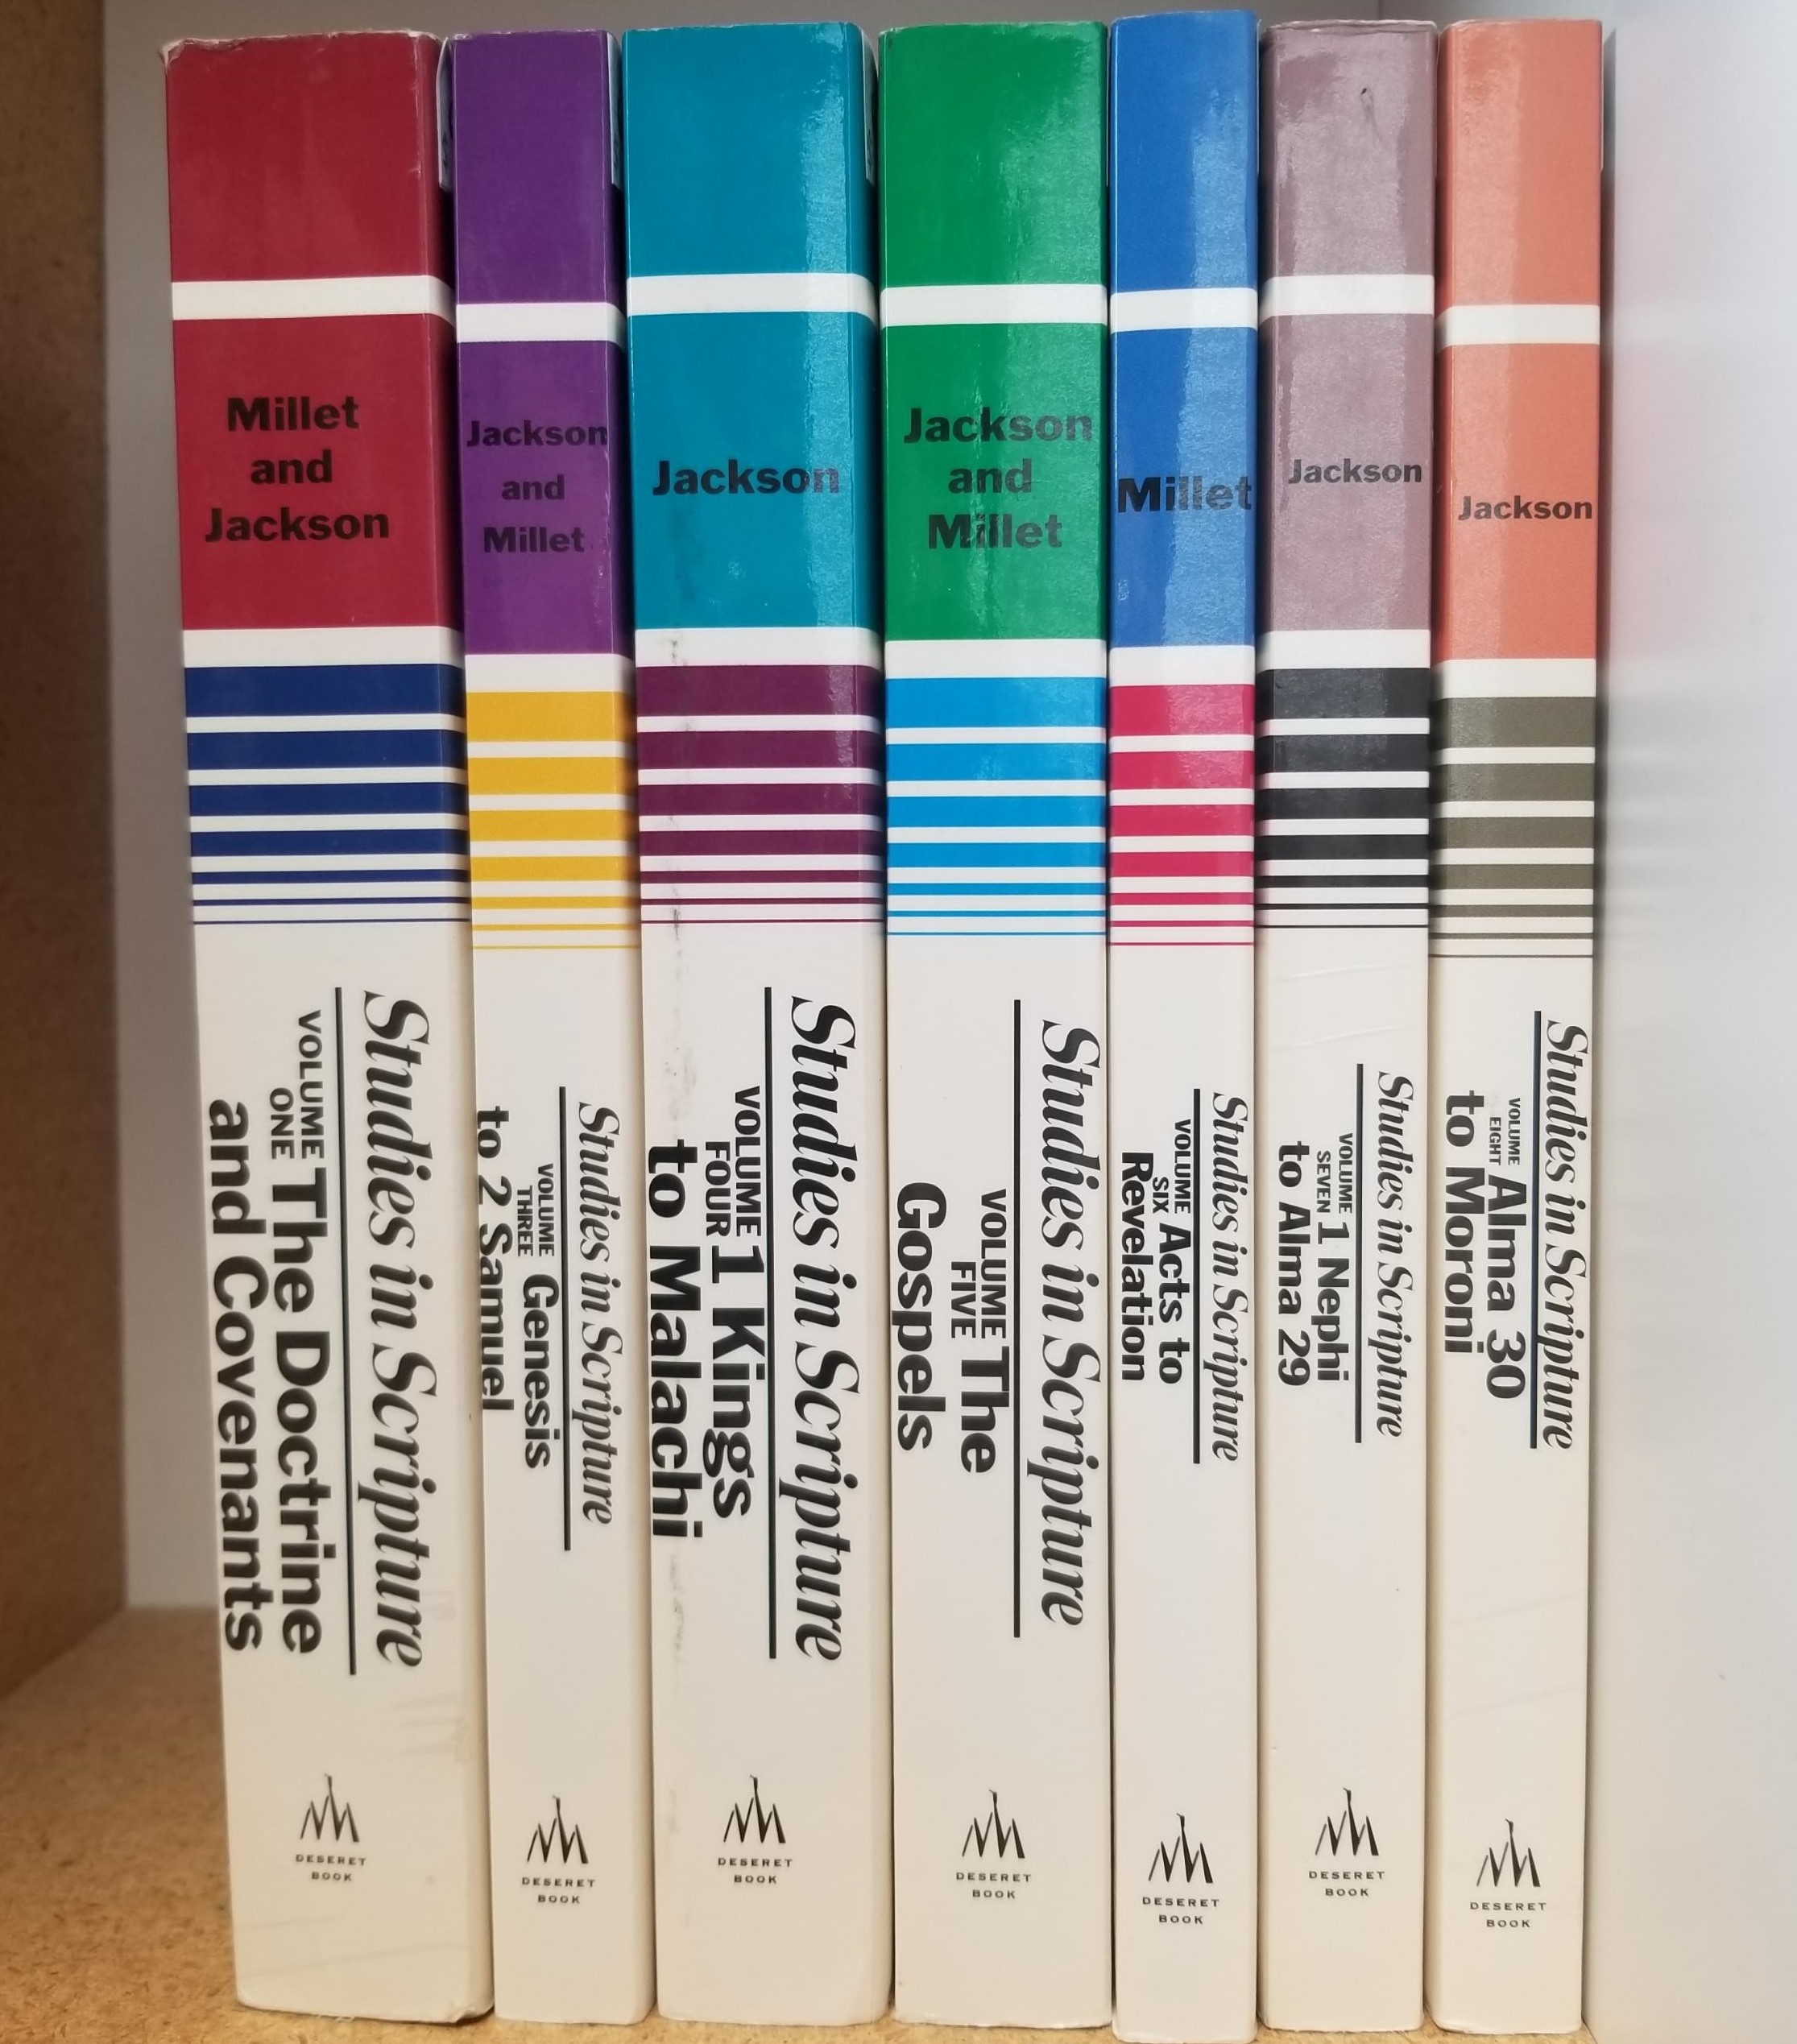 Millet
and
Jackson
Studies in Scripture
VOLUME ONE The Doctrine
and Covenants
DESERET
BOOK
Jackson
and
Millet
Studies in Scripture
VOLUME THREE Genesis
to 2 Samuel
DESERET
BOOK
Jackson
Studies in Scripture
VOLUME FOUR 1 Kings
to Malachi
DESERET
BOOK
Jackson
and
Millet
Studies in Scripture
VOLUME FIVE The
Gospels
DESERET
BOOK
Millet
Studies in Scripture
VOLUME SIX Acts to
Revelation
DESERET
BOOK
Jackson
Studies in Scripture
VOLUME SEVEN 1 Nephi
to Alma 29
DESERET
BOOK
Jackson
Studies in Scripture
VOLUME EIGHT Alma 30
to Moroni
DESERET
BOOK